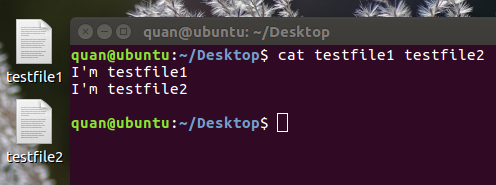 testfile1
testfile2
quan@ubuntu: ~/Desktop
quan@ubuntu:~/Desktop$ cat testfile1 testfile2
I'm testfile1
I'm testfile2
quan@ubuntu:~/Desktop$